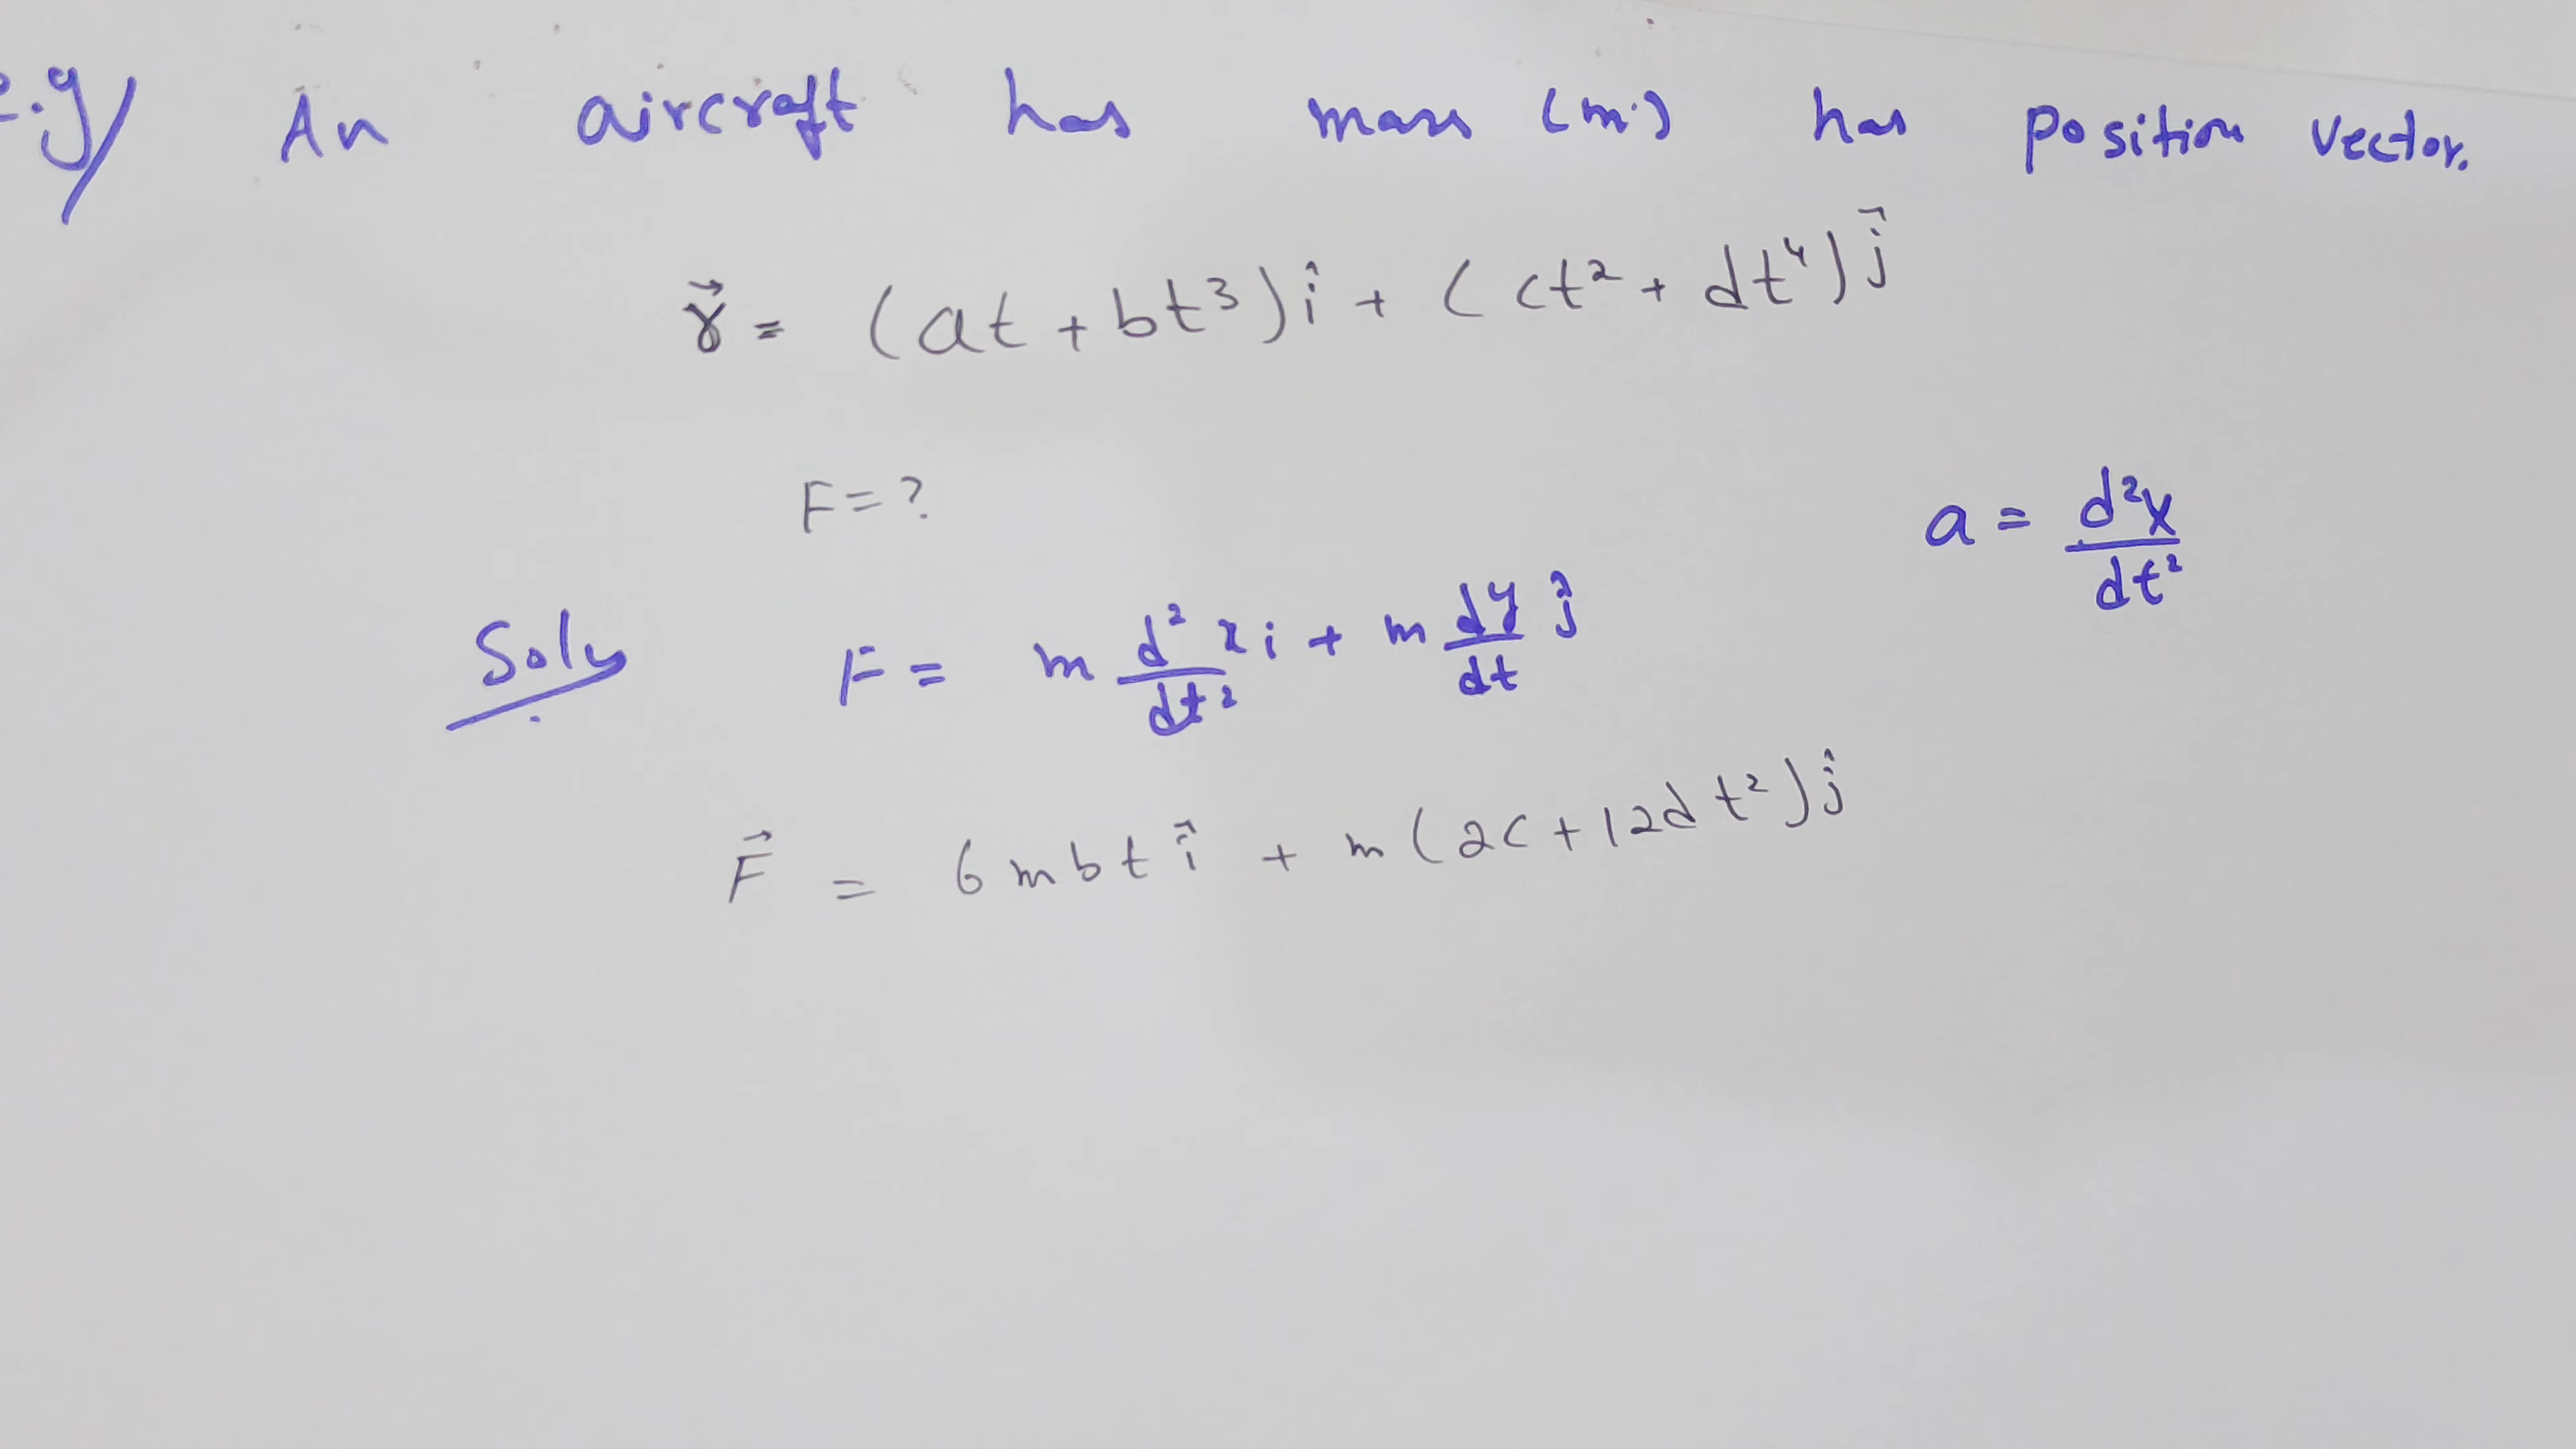 e.g/ An aircraft has mass (m.) has position vector.
r⃗ = (at + bt³)î + (ct² + dt⁴)ĵ
F = ?
a = d²x/dt²
Soln F = m d²x/dt² i + m dy/dt ĵ
F⃗ = 6mbt î + m(2c + 12dt²)ĵ